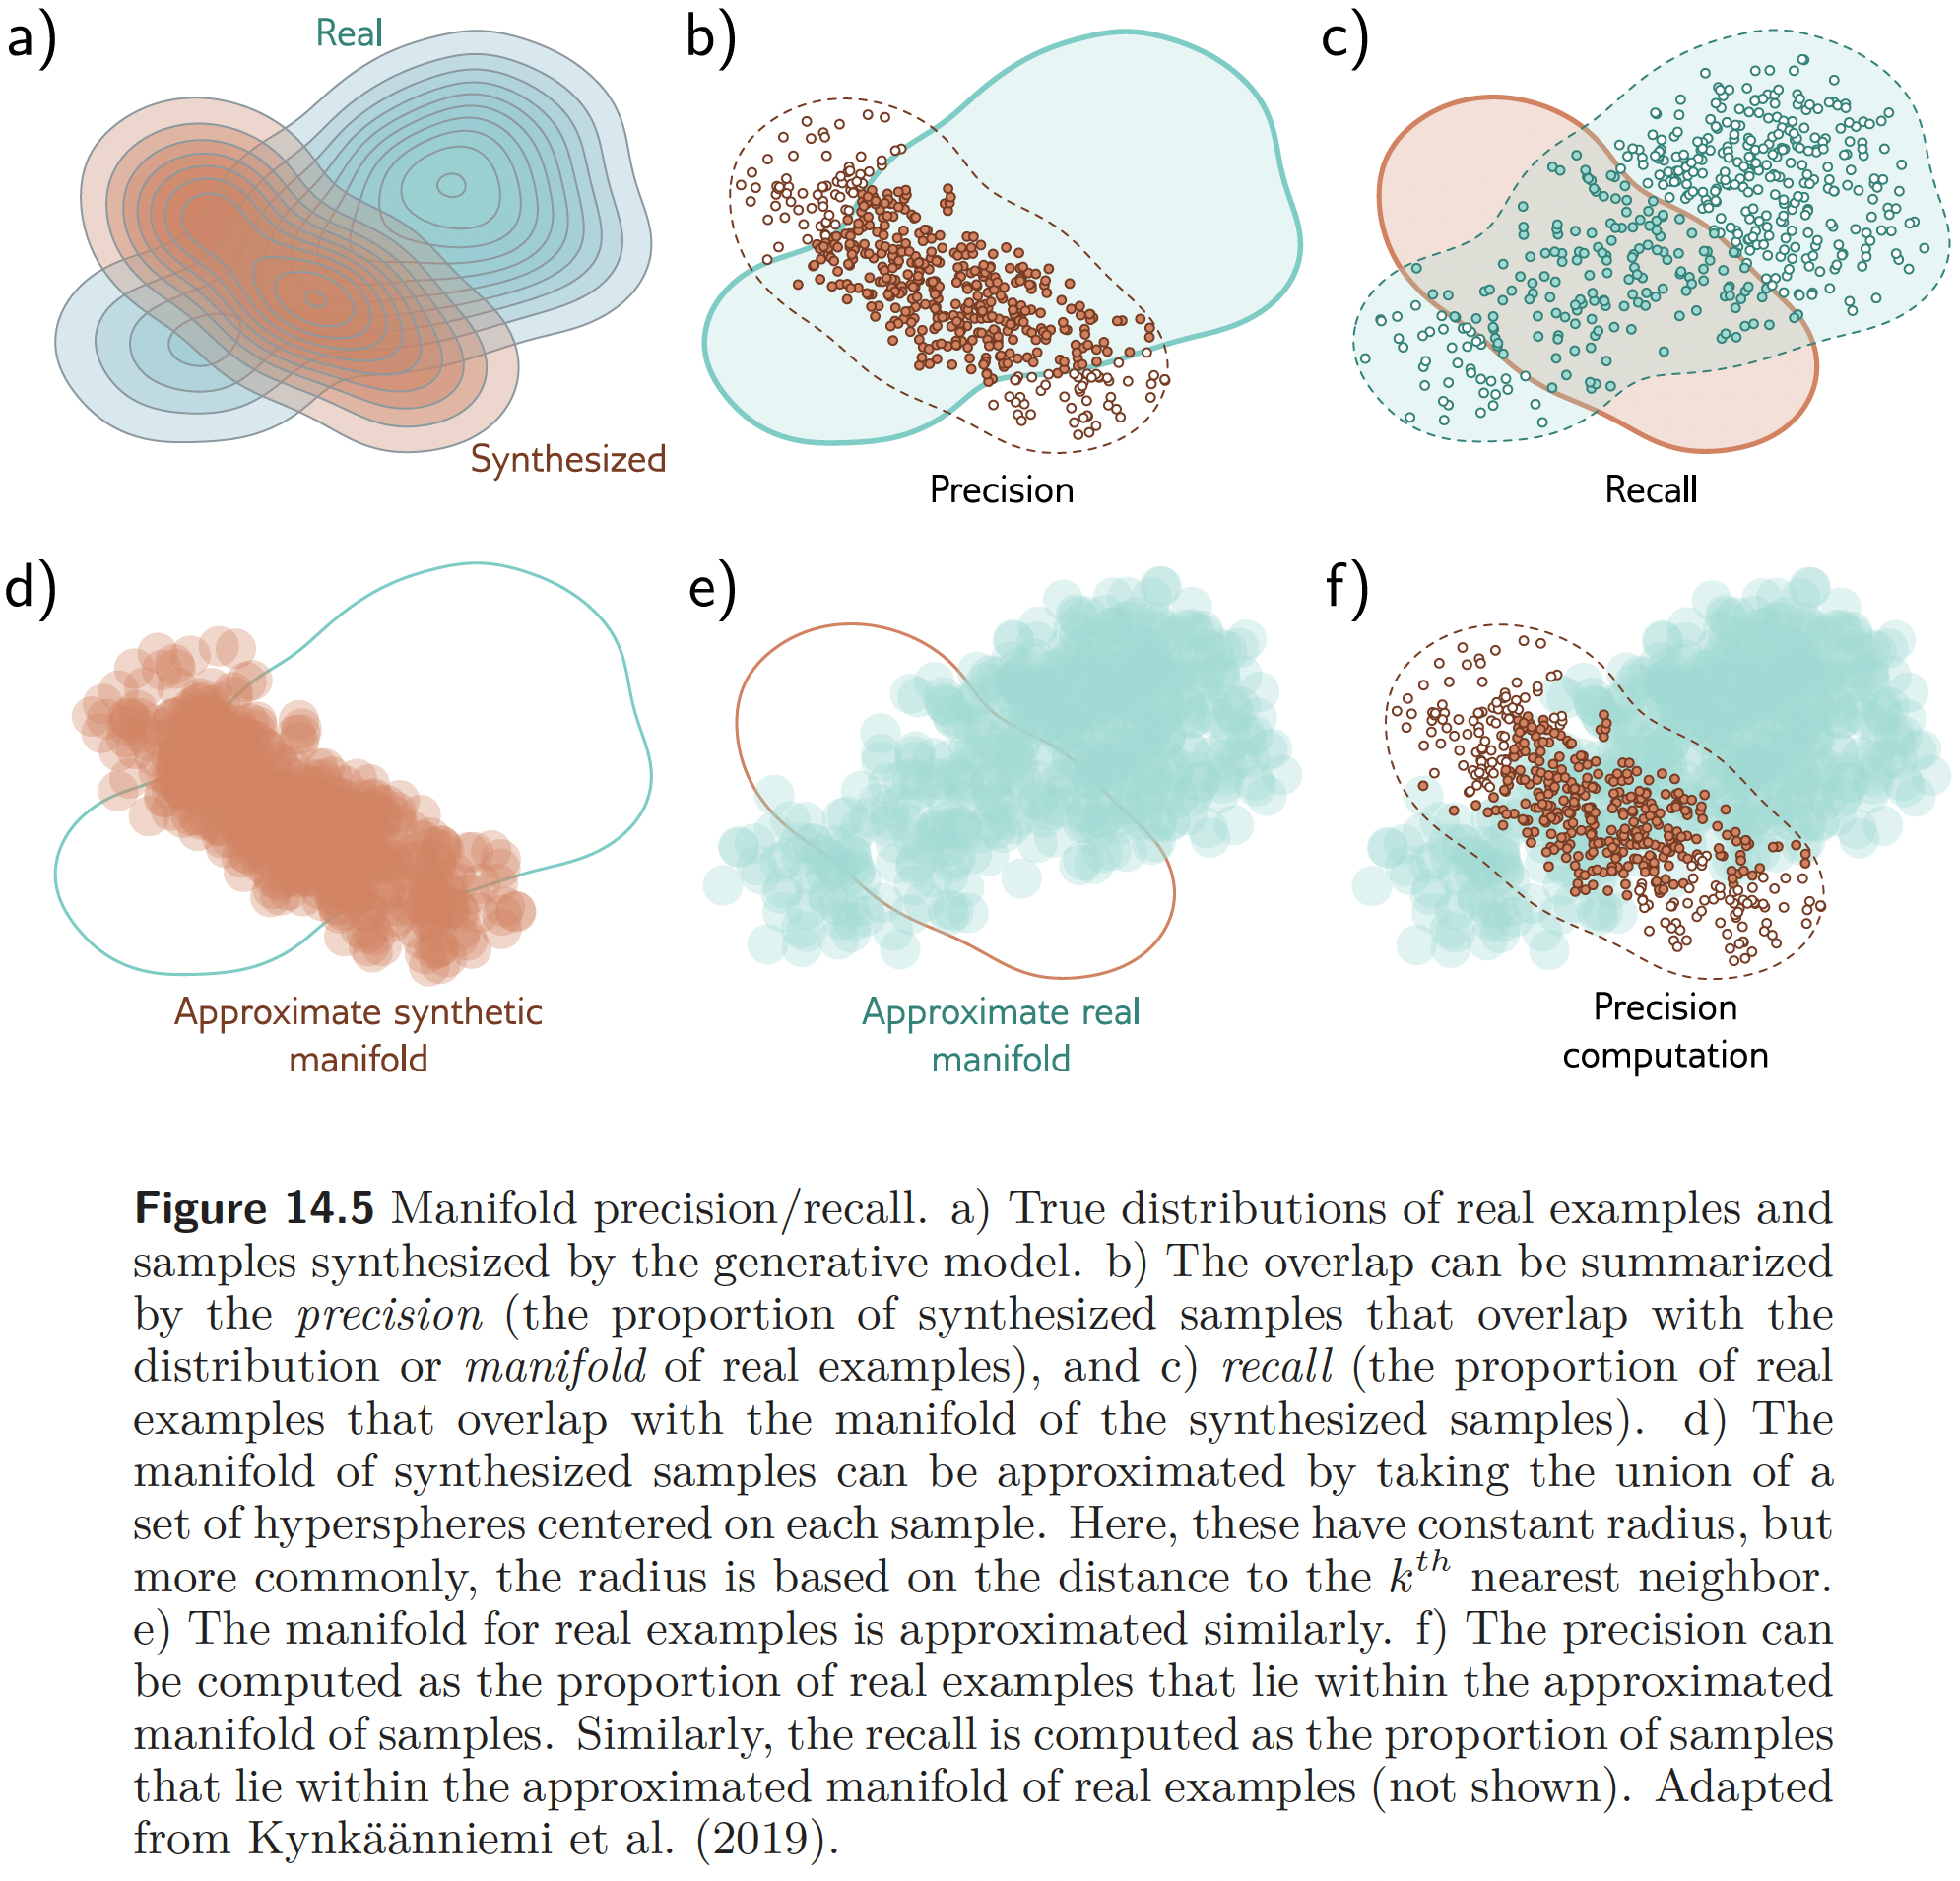 a)
Real
Synthesized
b)
Precision
c)
Recall
d)
Approximate synthetic
manifold
e)
Approximate real
manifold
f)
Precision
computation
Figure 14.5 Manifold precision/recall. a) True distributions of real examples and
samples synthesized by the generative model. b) The overlap can be summarized
by the precision (the proportion of synthesized samples that overlap with the
distribution or manifold of real examples), and c) recall (the proportion of real
examples that overlap with the manifold of the synthesized samples). d) The
manifold of synthesized samples can be approximated by taking the union of a
set of hyperspheres centered on each sample. Here, these have constant radius, but
more commonly, the radius is based on the distance to the k^th nearest neighbor.
e) The manifold for real examples is approximated similarly. f) The precision can
be computed as the proportion of real examples that lie within the approximated
manifold of samples. Similarly, the recall is computed as the proportion of samples
that lie within the approximated manifold of real examples (not shown). Adapted
from Kynkäänniemi et al. (2019).